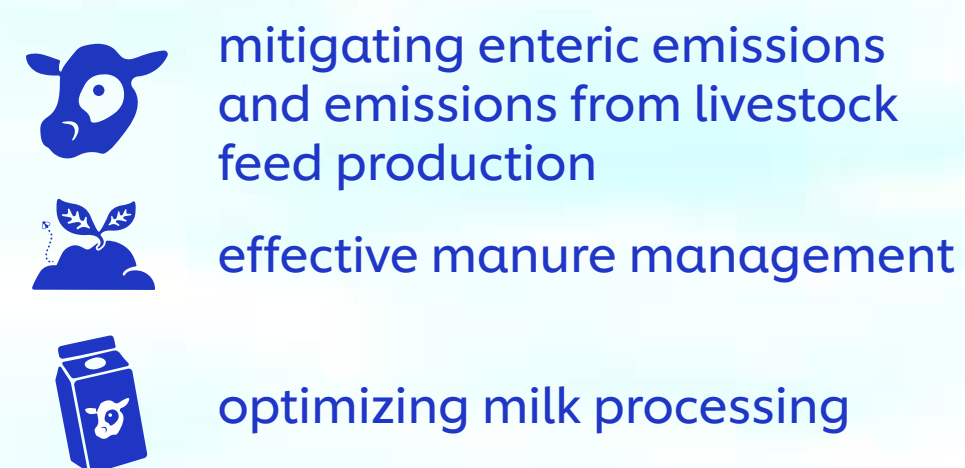 mitigating enteric emissions
and emissions from livestock
feed production
effective manure management
optimizing milk processing